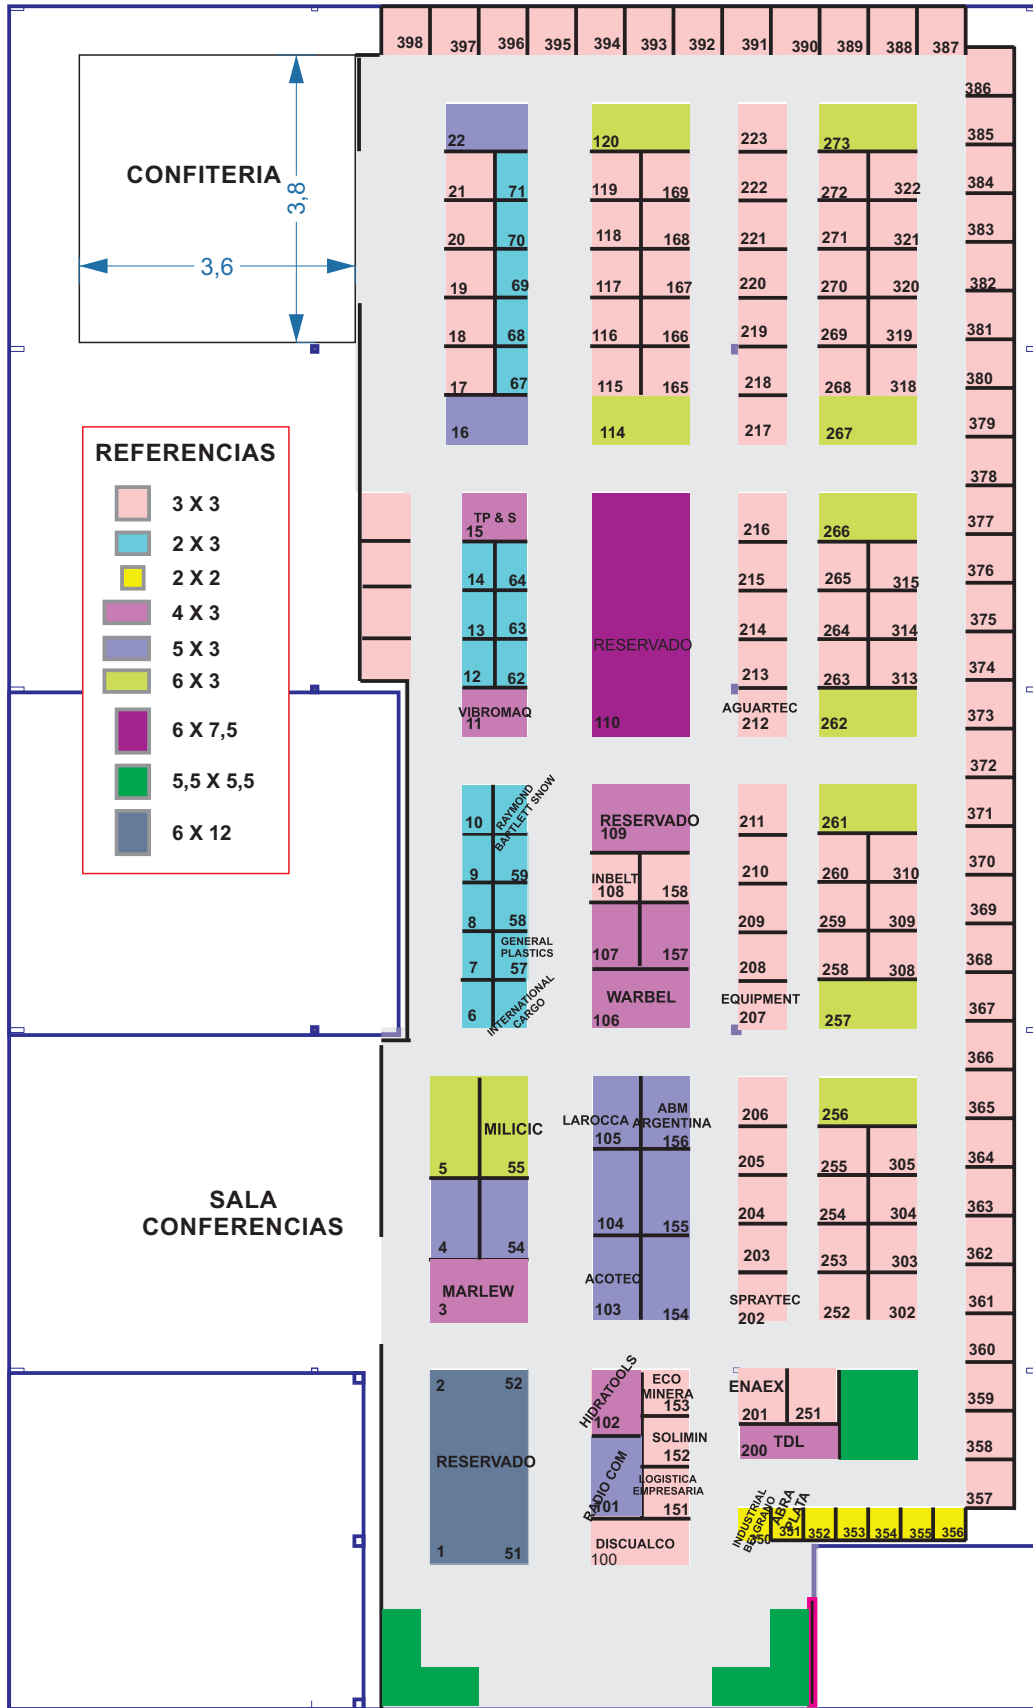 398 397 396 395 394 393 392 391 390 389 388 387
386
22 120 223 273 385
CONFITERIA
3,8
3,6
21 71 119 169 222 272 322 384
20 70 118 168 221 271 321 383
19 69 117 167 220 270 320 382
18 68 116 166 219 269 319 381
17 67 115 165 218 268 318 380
16 114 217 267 379
378
REFERENCIAS
3 X 3
2 X 3
2 X 2
4 X 3
5 X 3
6 X 3
6 X 7,5
5,5 X 5,5
6 X 12
TP & S
15 216 266 377
14 64 215 265 315 376
13 63 214 264 314 375
RESERVADO
12 62 213 263 313 374
VIBROMAQ
11 110
AGUARTEC
212 262 373
372
10
RAYMOND
BARTLETT SNOW
RESERVADO
109 211 261 371
9 59
INBELT
108 158 210 260 310 370
8 58 209 259 309 369
GENERAL
PLASTICS
7 57 107 157 208 258 308 368
6
INTERNATIONAL
CARGO
WARBEL
106
EQUIPMENT
207 257 367
366
MILICIC
5 55
LAROCCA
105
ABM
ARGENTINA
156
206 256 365
205 255 305 364
SALA
CONFERENCIAS
4 54 104 155 204 254 304 363
203 253 303 362
MARLEW
3
ACOTEC
103 154
SPRAYTEC
202 252 302 361
360
2 52
RESERVADO
1 51
HIDRATOOLS
102
ECO
MINERA
153
SOLIMIN
152
RADIO COM
101
LOGISTICA
EMPRESARIA
151
DISCUALCO
100
ENAEX
201 251
TDL
200
359
358
357
INDUSTRIAL
BELGRANO
350
ABRA
PLATA
351 352 353 354 355 356